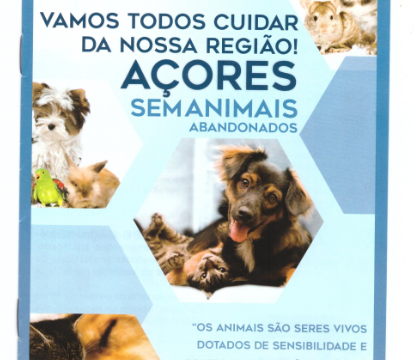 VAMOS TODOS CUIDAR
DA NOSSA REGIÃO!
AÇORES
SEMANIMAIS
ABANDONADOS
"OS ANIMAIS SÃO SERES VIVOS
DOTADOS DE SENSIBILIDADE E